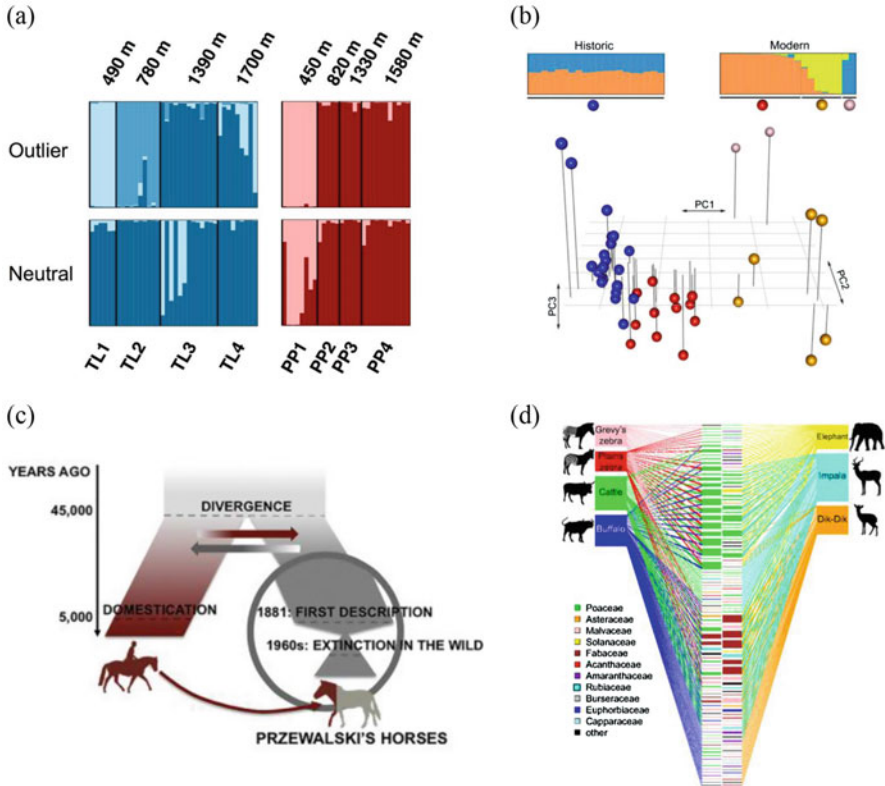 (a)
490 m
780 m
1390 m
1700 m
450 m
820 m
1330 m
1580 m
Outlier
Neutral
TL1
TL2
TL3
TL4
PP1
PP2
PP3
PP4
(b)
Historic
Modern
PC1
PC2
PC3
(c)
YEARS AGO
45,000
DIVERGENCE
DOMESTICATION
5,000
1881: FIRST DESCRIPTION
1960s: EXTINCTION IN THE WILD
PRZEWALSKI'S HORSES
(d)
Grevy's
zebra
Plains
zebra
Cattle
Buffalo
Elephant
Impala
Dik-Dik
Poaceae
Asteraceae
Malvaceae
Solanaceae
Fabaceae
Acanthaceae
Amaranthaceae
Rubiaceae
Burseraceae
Euphorbiaceae
Capparaceae
other